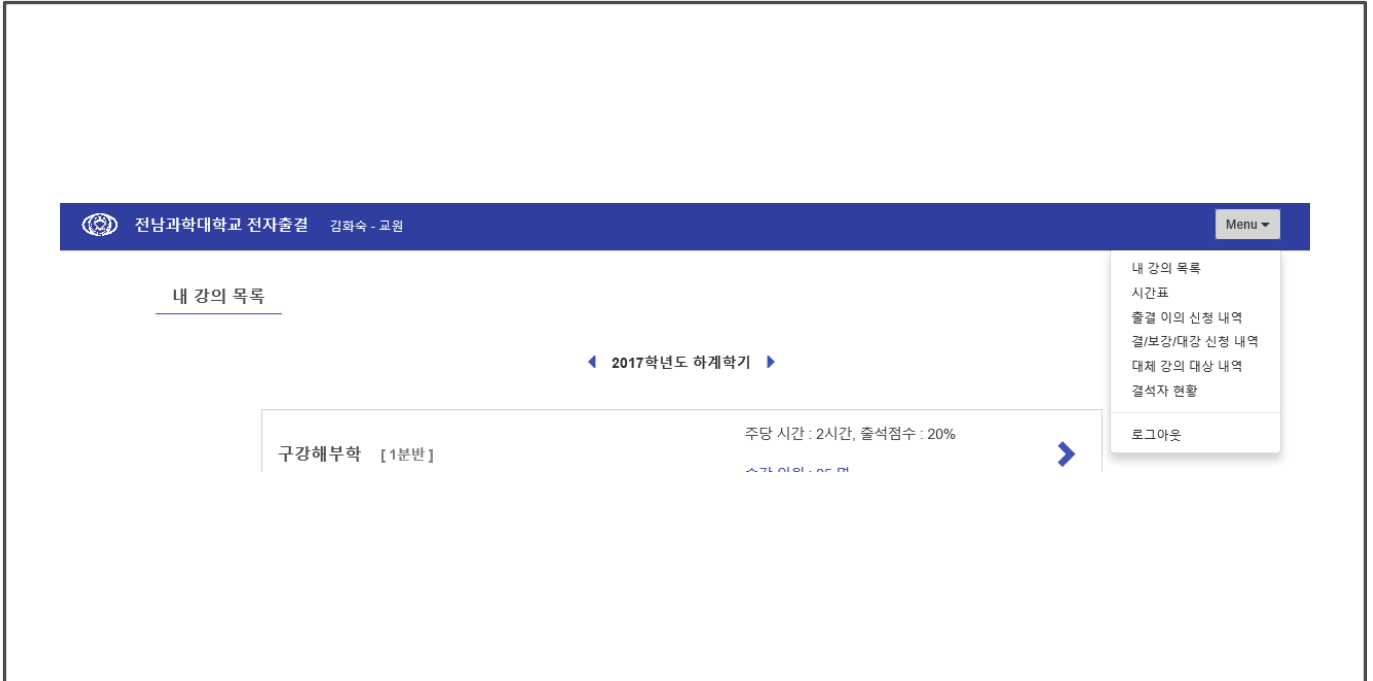 전남과학대학교 전자출결 김화숙 - 교원
Menu
내 강의 목록
시간표
출결 이의 신청 내역
결/보강/대강 신청 내역
대체 강의 대상 내역
결석자 현황
로그아웃
내 강의 목록
2017학년도 하계학기
구강해부학 [1분반]
주당 시간 : 2시간, 출석점수 : 20%